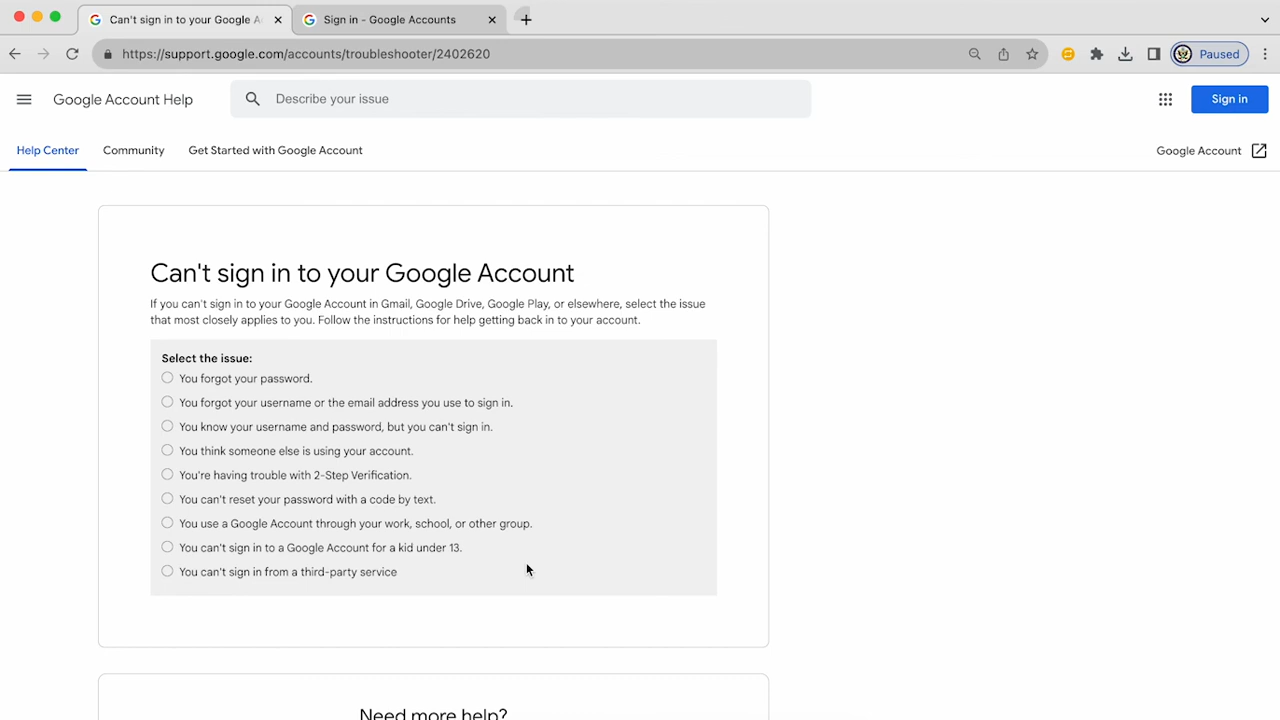 Can't sign in to your Google A
Sign in - Google Accounts
https://support.google.com/accounts/troubleshooter/2402620
Paused
Google Account Help
Describe your issue
Sign in
Help Center
Community
Get Started with Google Account
Google Account
Can't sign in to your Google Account
If you can't sign in to your Google Account in Gmail, Google Drive, Google Play, or elsewhere, select the issue
that most closely applies to you. Follow the instructions for help getting back in to your account.
Select the issue:
You forgot your password.
You forgot your username or the email address you use to sign in.
You know your username and password, but you can't sign in.
You think someone else is using your account.
You're having trouble with 2-Step Verification.
You can't reset your password with a code by text.
You use a Google Account through your work, school, or other group.
You can't sign in to a Google Account for a kid under 13.
You can't sign in from a third-party service
Need more help?